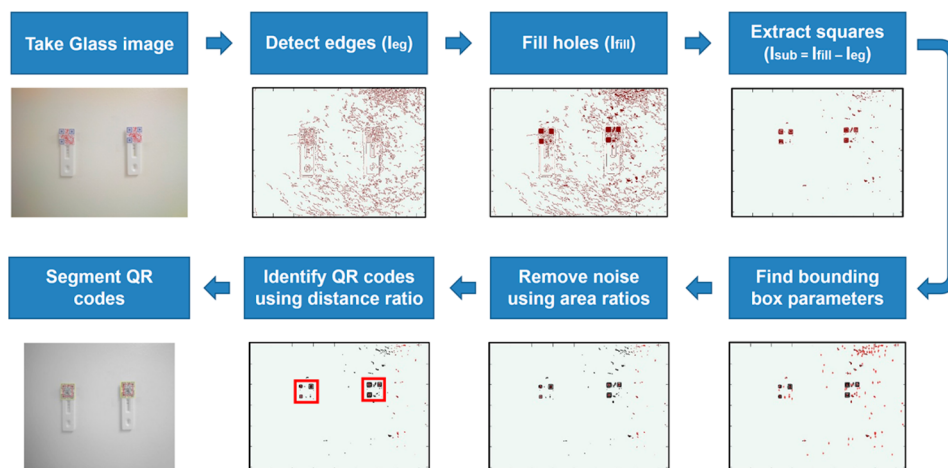 Take Glass image
Detect edges (Ieg)
Fill holes (Ifill)
Extract squares
(Isub = Ifill – Ieg)
Segment QR
codes
Identify QR codes
using distance ratio
Remove noise
using area ratios
Find bounding
box parameters